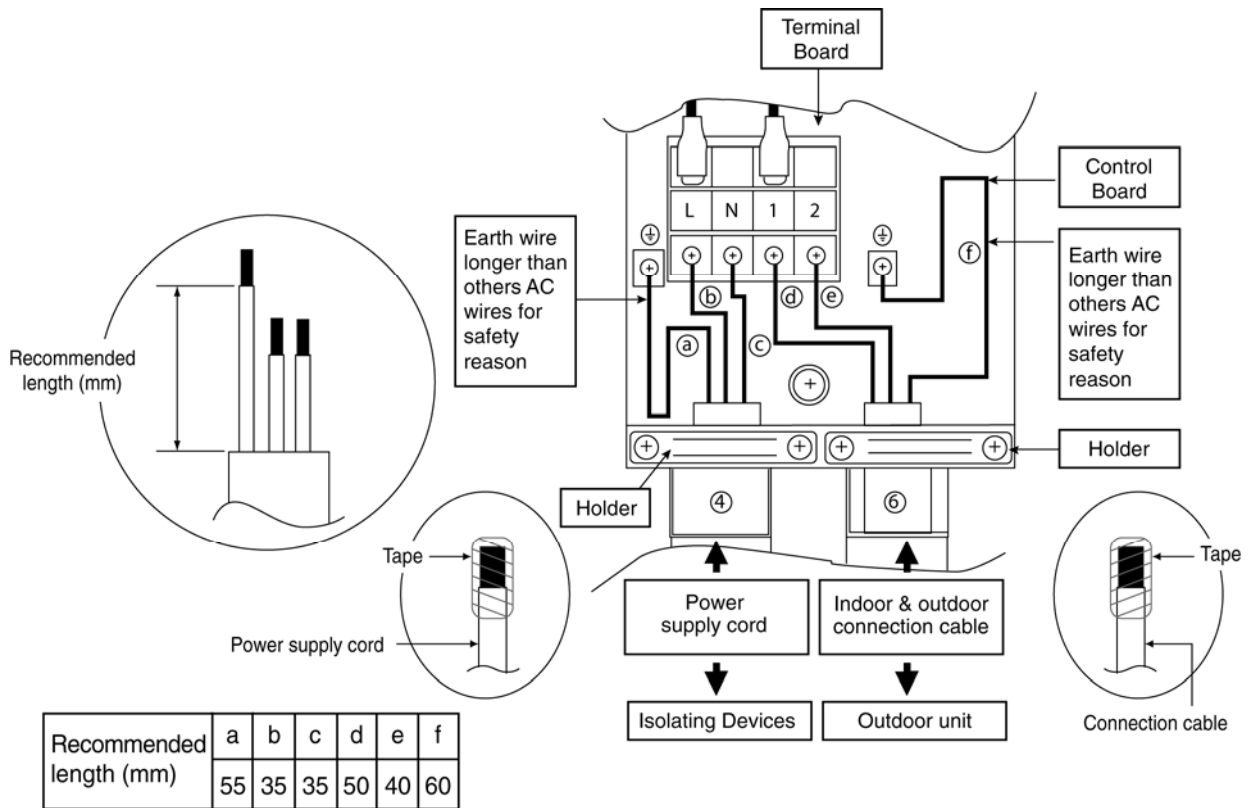 Terminal
Board
Control
Board
L N 1 2
Earth wire
longer than
others AC
wires for
safety
reason
Earth wire
longer than
others AC
wires for
safety
reason
ⓐ
ⓑ
ⓒ
ⓓ
ⓔ
ⓕ
Recommended
length (mm)
Holder
Holder
④
⑥
Tape
Power supply cord
Tape
Connection cable
Power
supply cord
Indoor & outdoor
connection cable
Isolating Devices
Outdoor unit
Recommended
length (mm)
a b c d e f
55 35 35 50 40 60